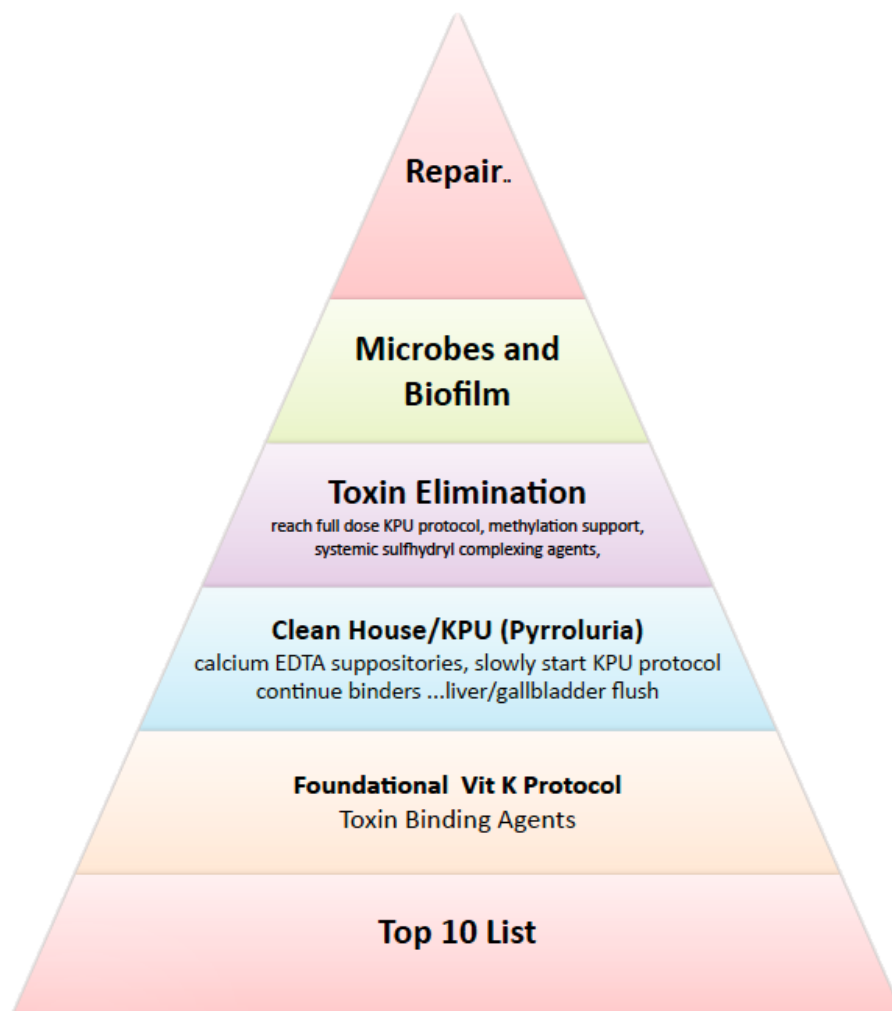 Repair..
Microbes and
Biofilm
Toxin Elimination
reach full dose KPU protocol, methylation support,
systemic sulfhydryl complexing agents,
Clean House/KPU (Pyrroluria)
calcium EDTA suppositories, slowly start KPU protocol
continue binders ...liver/gallbladder flush
Foundational  Vit K Protocol
Toxin Binding Agents
Top 10 List